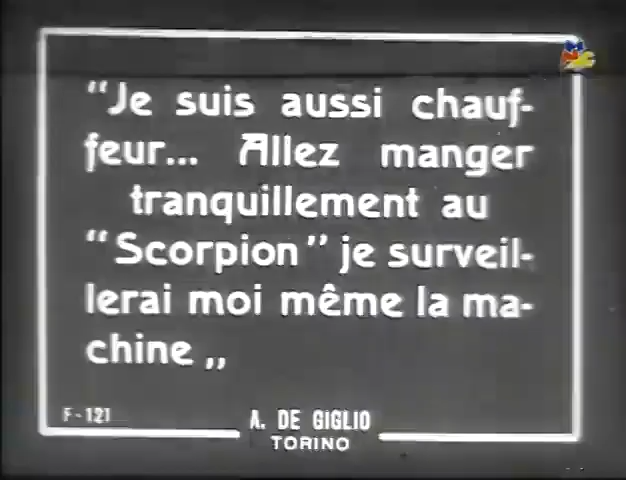 “Je suis aussi chauf-
feur... Allez manger
tranquillement au
“Scorpion” je surveil-
lerai moi même la ma-
chine „
F-121
A. DE GIGLIO
TORINO